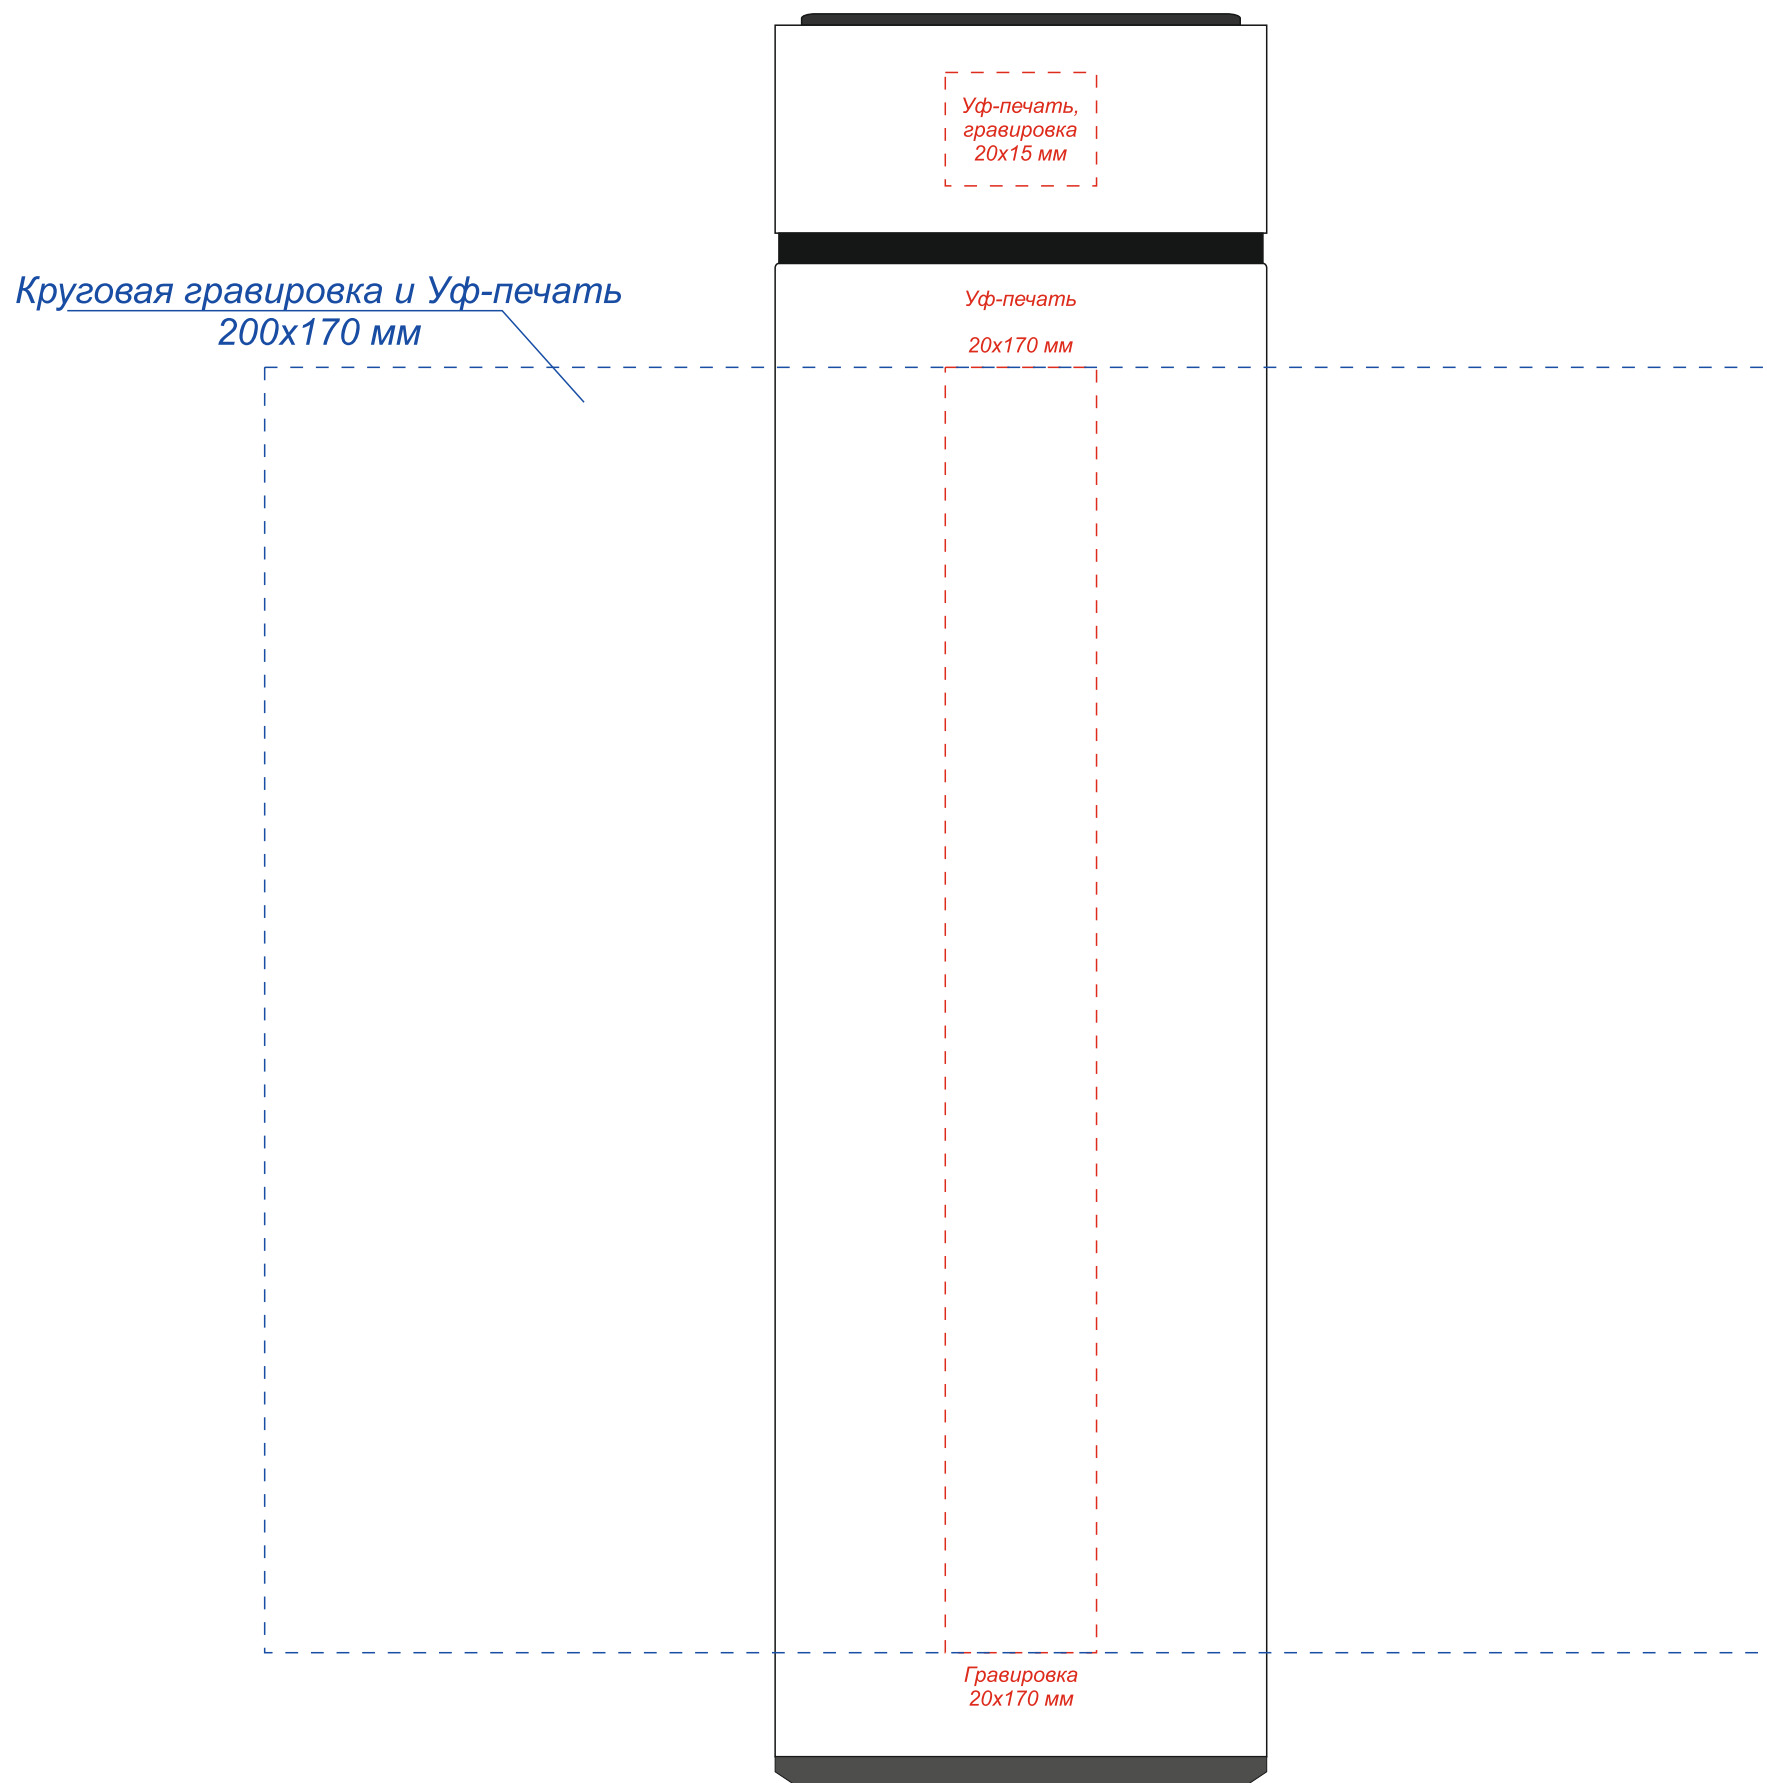 Уф-печать,
гравировка
20х15 мм
Круговая гравировка и Уф-печать
200х170 мм
Уф-печать
20х170 мм
Гравировка
20х170 мм